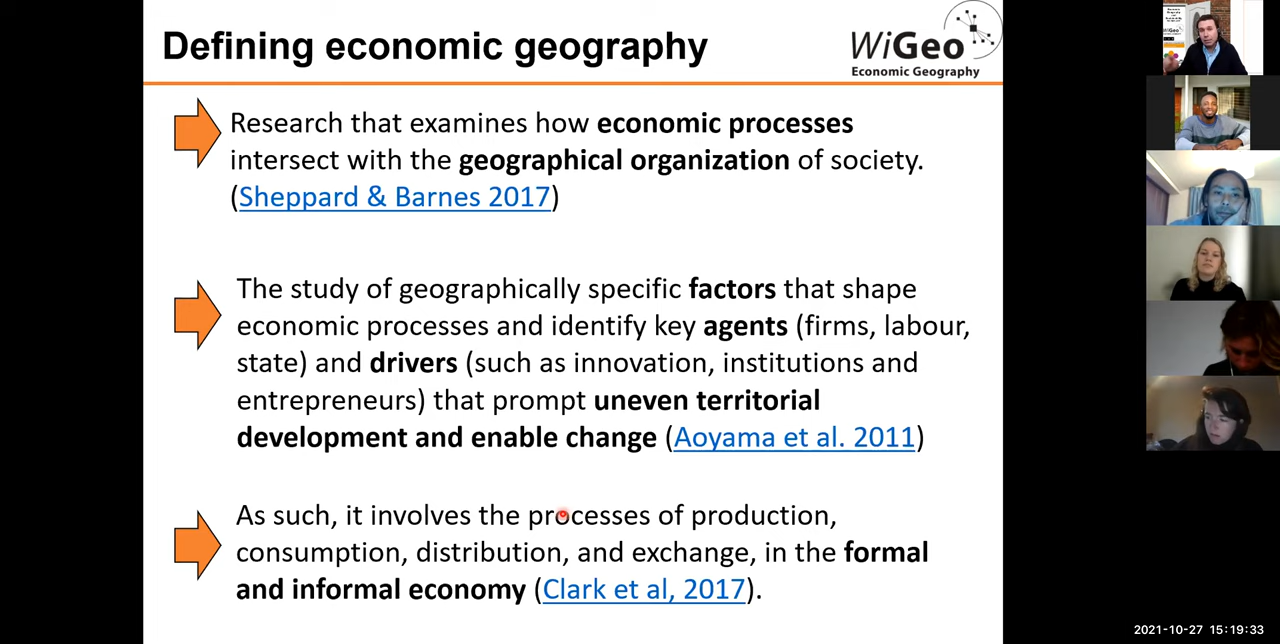 Defining economic geography
WiGeo
Economic Geography
Research that examines how economic processes
intersect with the geographical organization of society.
(Sheppard & Barnes 2017)
The study of geographically specific factors that shape
economic processes and identify key agents (firms, labour,
state) and drivers (such as innovation, institutions and
entrepreneurs) that prompt uneven territorial
development and enable change (Aoyama et al. 2011)
As such, it involves the processes of production,
consumption, distribution, and exchange, in the formal
and informal economy (Clark et al, 2017).
2021-10-27 15:19:33